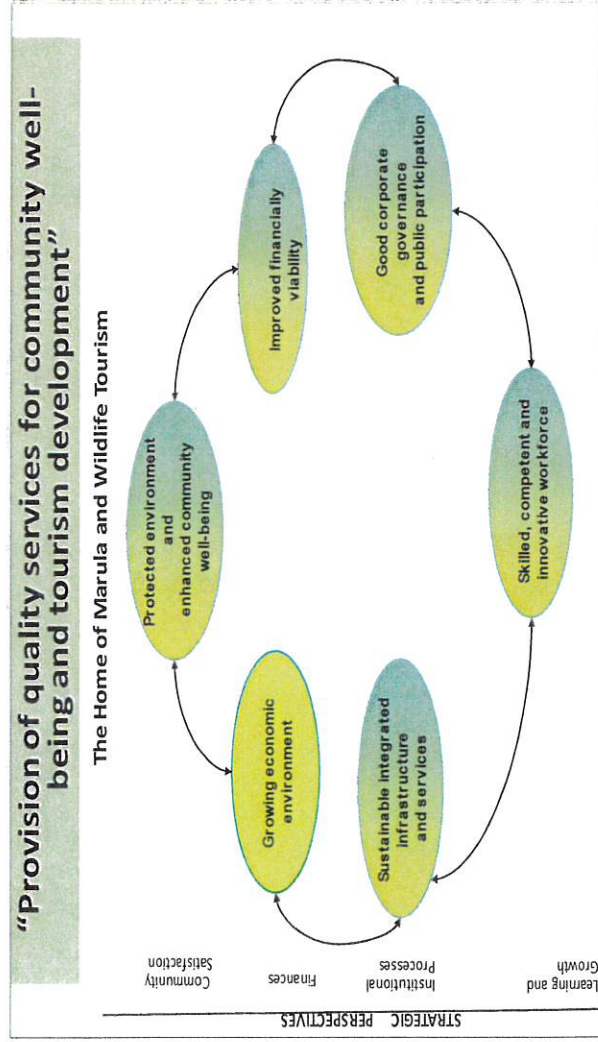 “Provision of quality services for community well-
being and tourism development”
The Home of Marula and Wildlife Tourism
STRATEGIC PERSPECTIVES
Community
Satisfaction
Protected environment
and
enhanced community
well-being
Finances
Growing economic
environment
Improved financially
viability
Institutional
Processes
Sustainable integrated
infrastructure
and services
Good corporate
governance
and public participation
Learning and
Growth
Skilled, competent and
innovative workforce